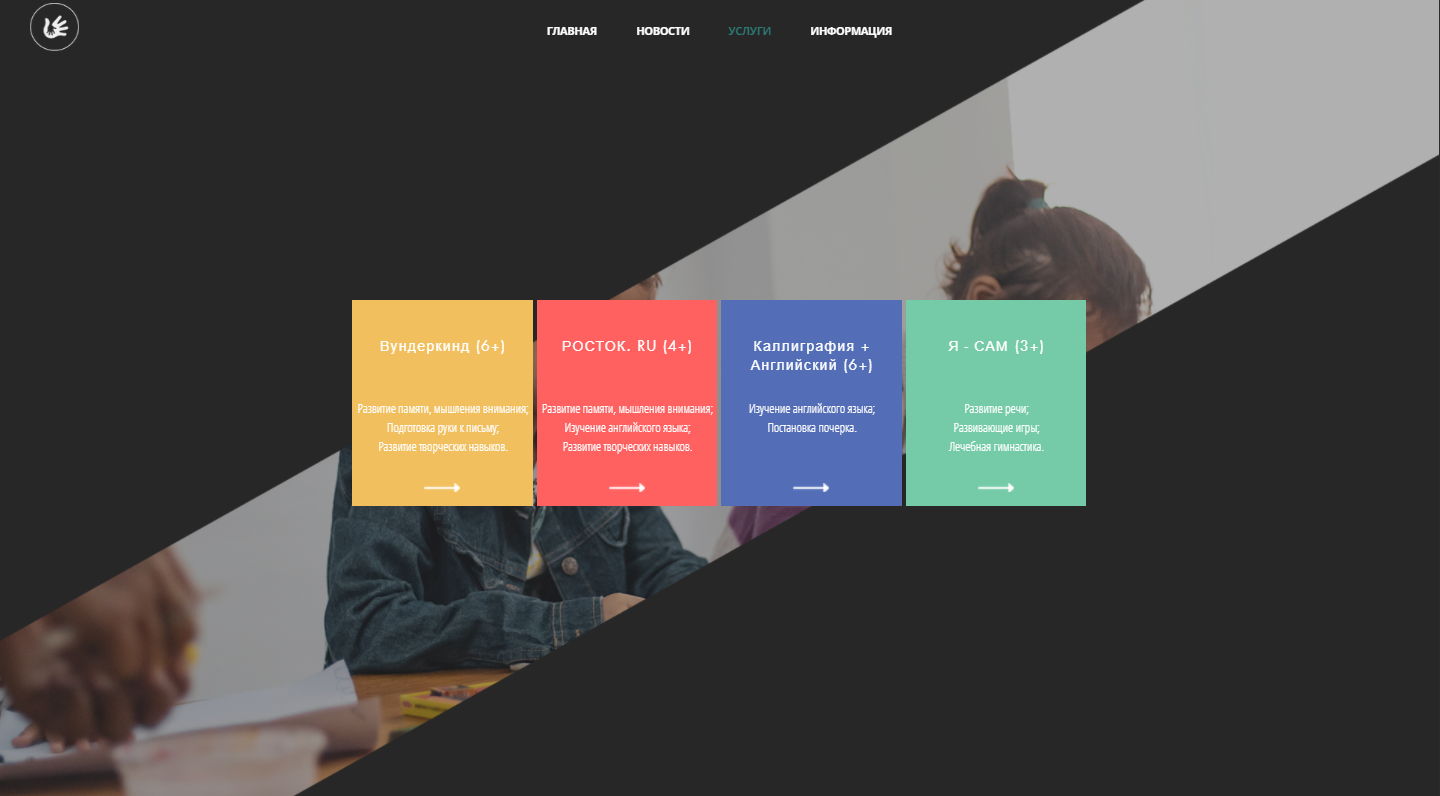 ГЛАВНАЯ НОВОСТИ УСЛУГИ ИНФОРМАЦИЯ
Вундеркинд (6+)
Развитие памяти, мышления внимания;
Подготовка руки к письму;
Развитие творческих навыков.
РОСТОК. RU (4+)
Развитие памяти, мышления внимания;
Изучение английского языка;
Развитие творческих навыков.
Каллиграфия +
Английский (6+)
Изучение английского языка;
Постановка почерка.
Я - САМ (3+)
Развитие речи;
Развивающие игры;
Лечебная гимнастика.